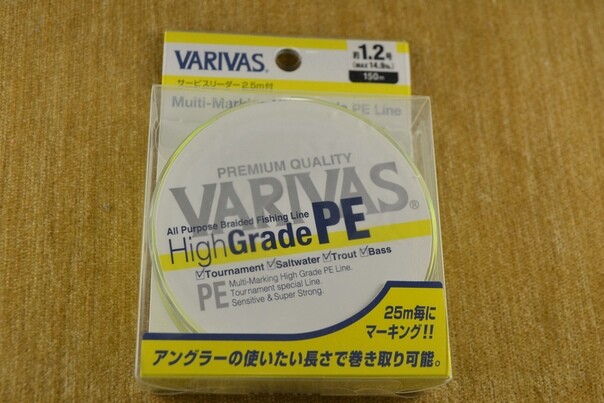 VARIVAS®
約1.2号
(MAX 14.9lb.)
150m
サービスリーダー2.5m付
Multi-Marking High Grade PE Line
PREMIUM QUALITY
VARIVAS®
All Purpose Braided Fishing Line
HighGrade PE
☑Tournament ☑Saltwater ☑Trout ☑Bass
PE
Multi-Marking High Grade PE Line.
Tournament special Line.
Sensitive & Super Strong.
25m毎に
マーキング!!
アングラーの使いたい長さで巻き取り可能。